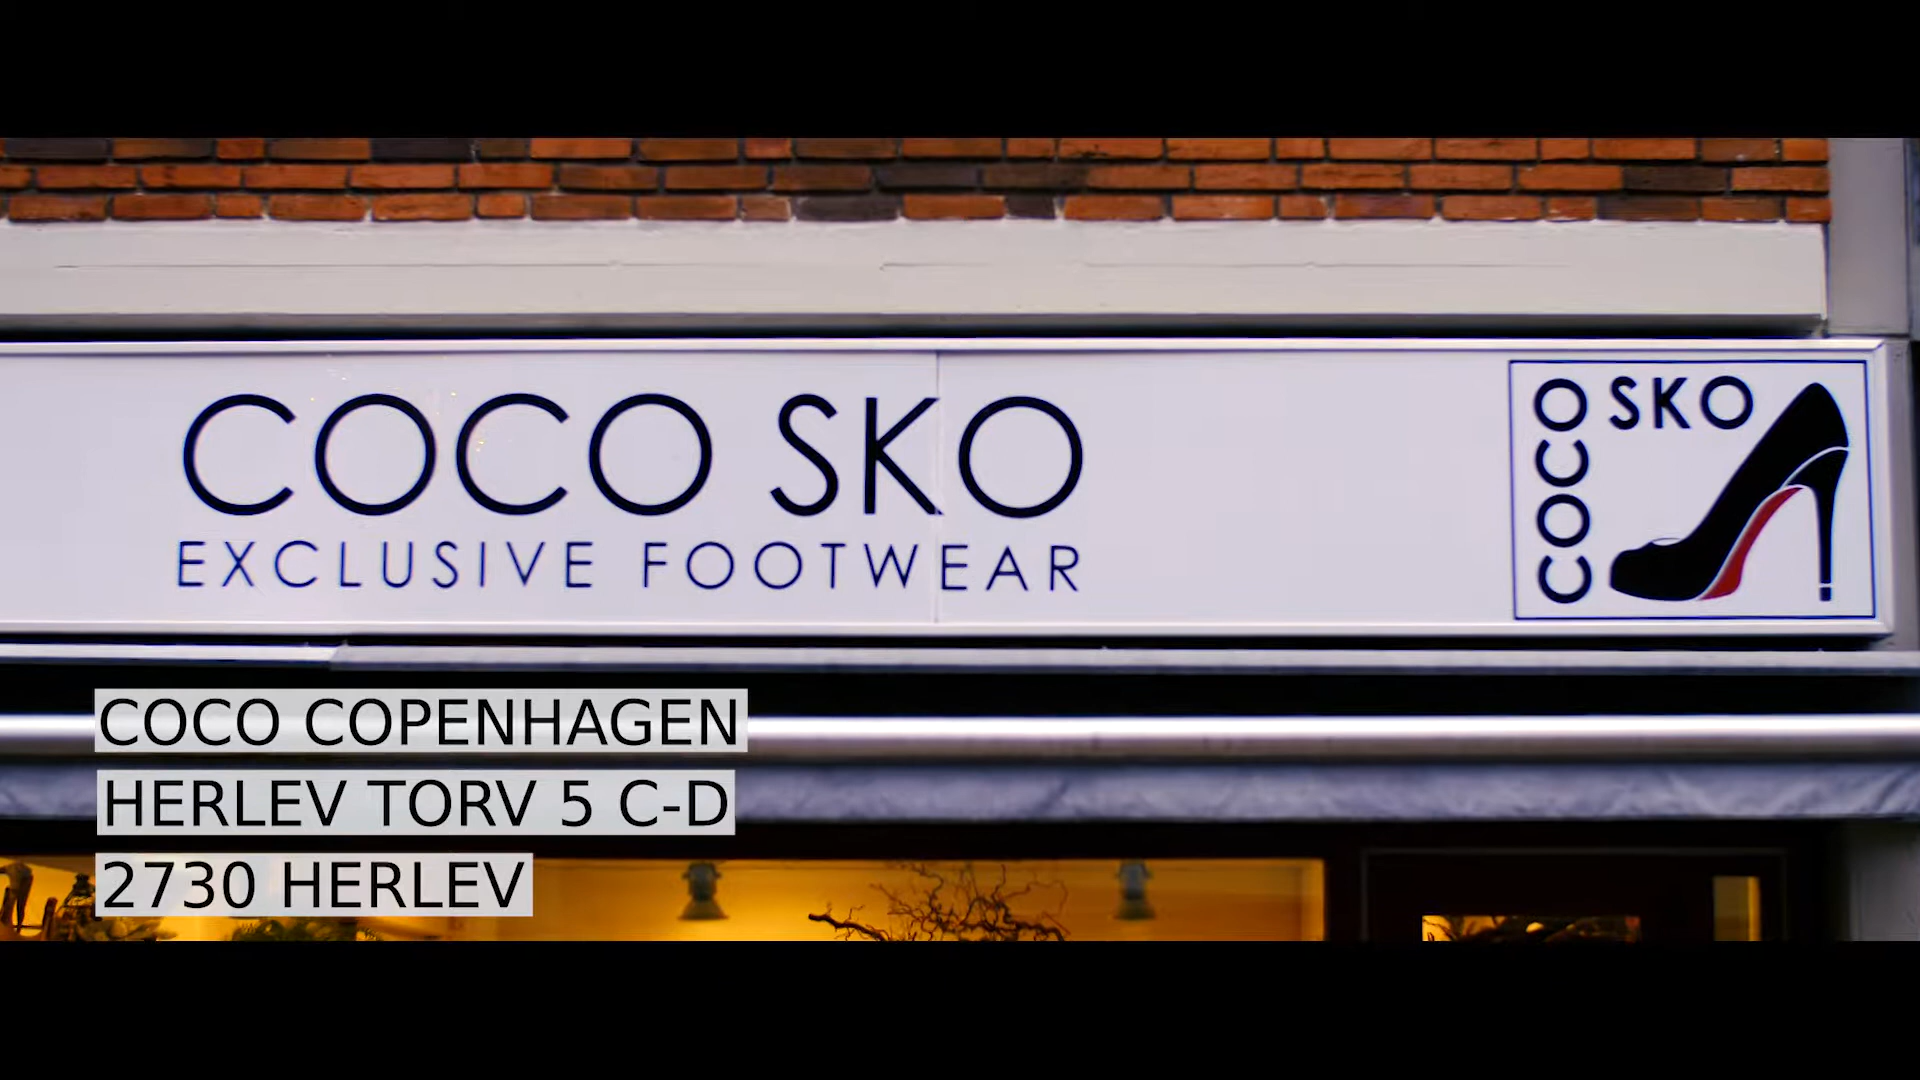 COCO SKO
EXCLUSIVE FOOTWEAR
COCO SKO
COCO COPENHAGEN
HERLEV TORV 5 C-D
2730 HERLEV